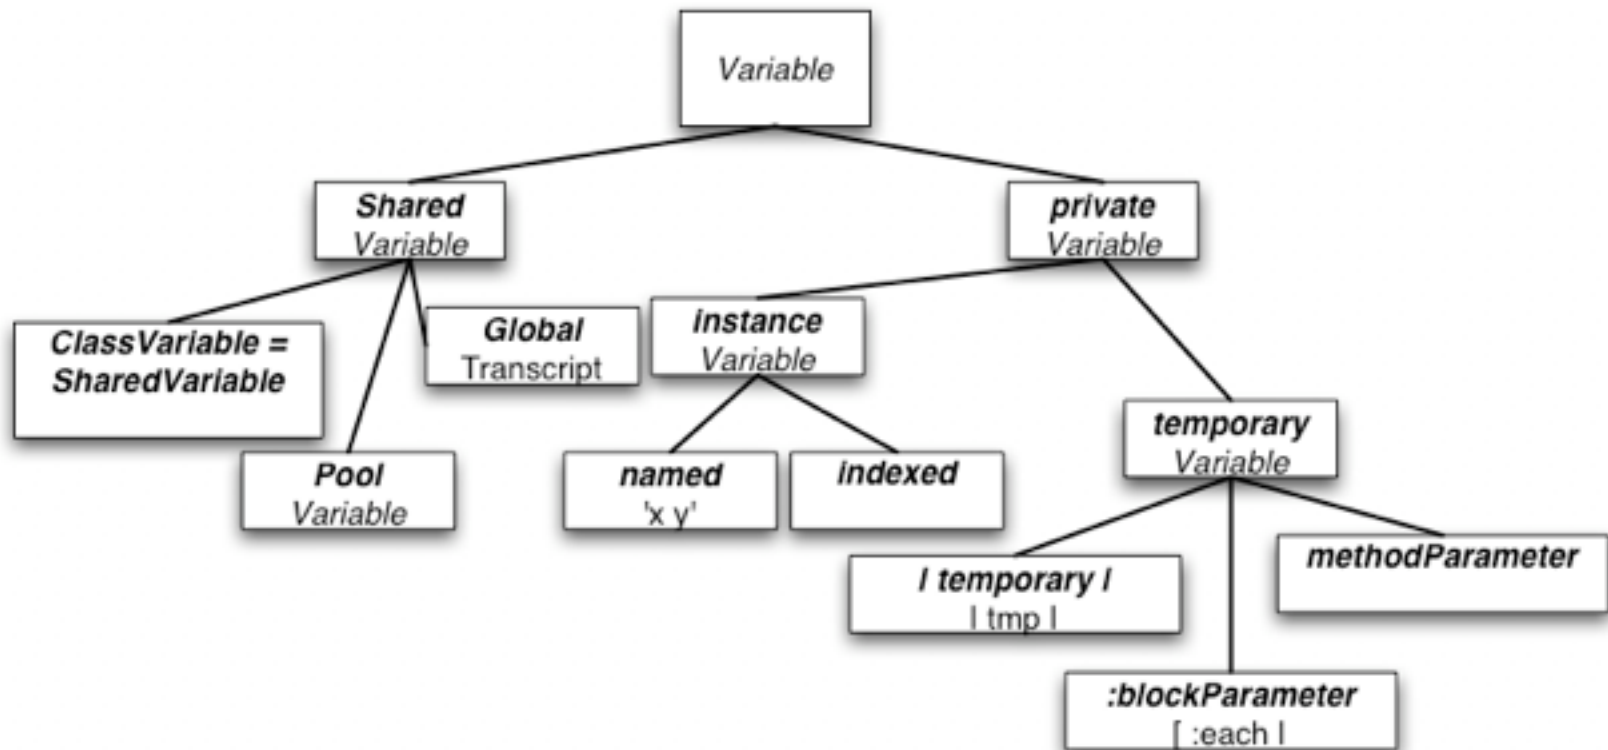 Variable
Shared
Variable
private
Variable
ClassVariable =
SharedVariable
Global
Transcript
instance
Variable
Pool
Variable
named
'x y'
indexed
temporary
Variable
| temporary |
| tmp |
methodParameter
:blockParameter
[ :each |